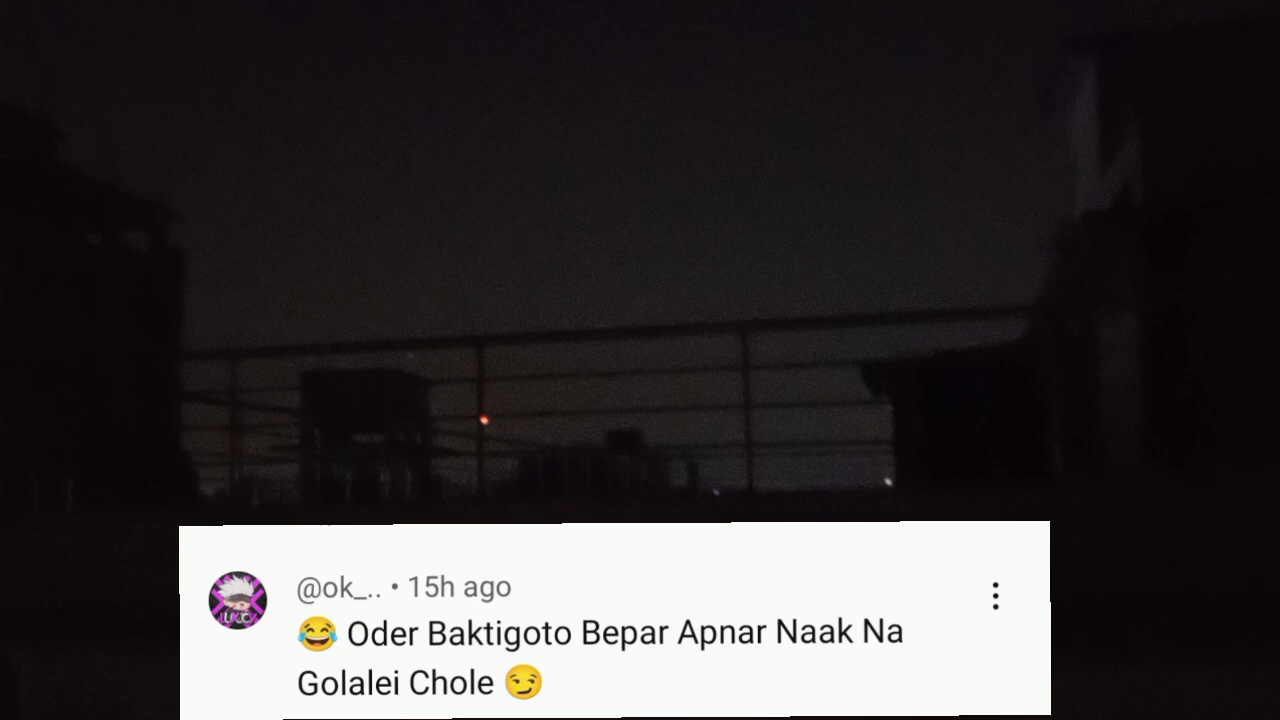 @ok_.. • 15h ago
😂 Oder Baktigoto Bepar Apnar Naak Na
Golalei Chole 😏